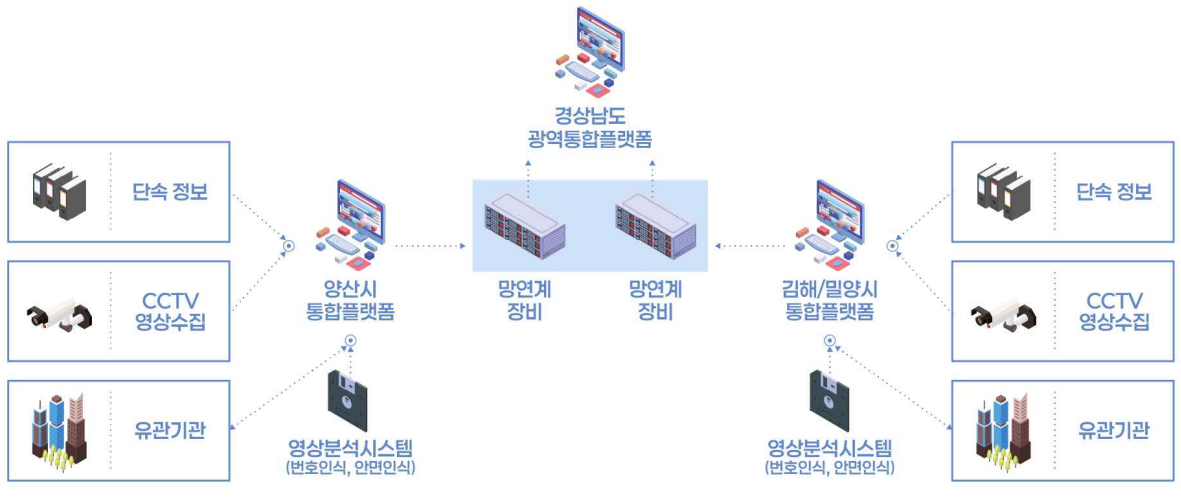 경상남도
광역통합플랫폼
단속 정보
CCTV
영상수집
유관기관
양산시
통합플랫폼
영상분석시스템
(번호인식, 안면인식)
망연계
장비
망연계
장비
김해/밀양시
통합플랫폼
영상분석시스템
(번호인식, 안면인식)
단속 정보
CCTV
영상수집
유관기관